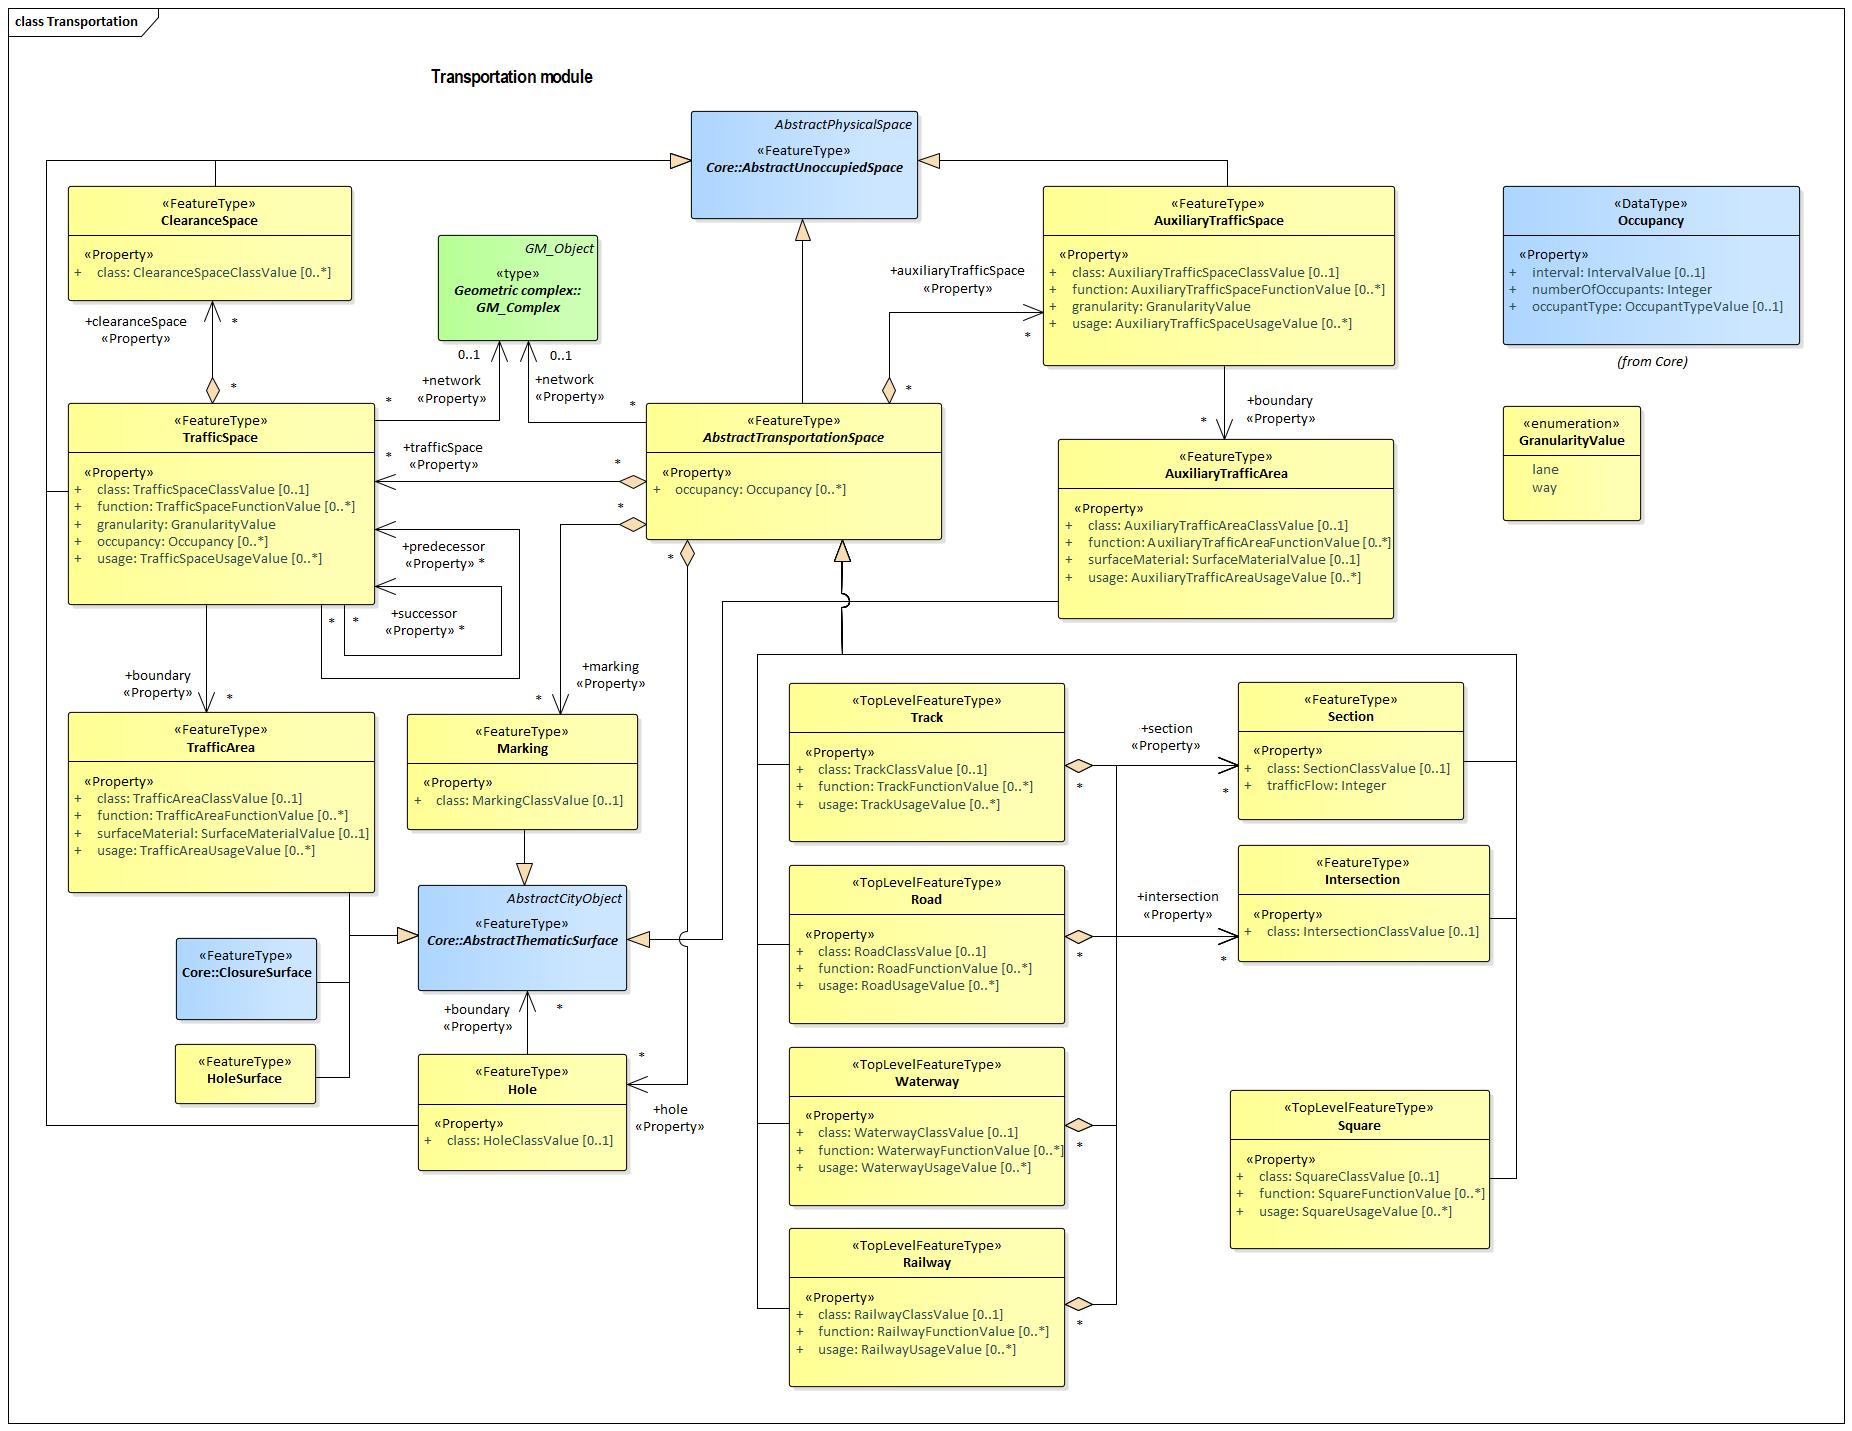 class Transportation
Transportation module
AbstractPhysicalSpace
«FeatureType»
Core::AbstractUnoccupiedSpace
«FeatureType»
ClearanceSpace
«Property»
+ class: ClearanceSpaceClassValue [0..*]
GM_Object
«type»
Geometric complex::
GM_Complex
«FeatureType»
AuxiliaryTrafficSpace
«Property»
+ class: AuxiliaryTrafficSpaceClassValue [0..1]
+ function: AuxiliaryTrafficSpaceFunctionValue [0..*]
+ granularity: GranularityValue
+ usage: AuxiliaryTrafficSpaceUsageValue [0..*]
«DataType»
Occupancy
«Property»
+ interval: IntervalValue [0..1]
+ numberOfOccupants: Integer
+ occupantType: OccupantTypeValue [0..1]
(from Core)
+auxiliaryTrafficSpace
«Property»
*
*
+clearanceSpace
«Property»
*
*
0..1
0..1
+network
«Property»
*
+network
«Property»
*
«FeatureType»
TrafficSpace
«Property»
+ class: TrafficSpaceClassValue [0..1]
+ function: TrafficSpaceFunctionValue [0..*]
+ granularity: GranularityValue
+ occupancy: Occupancy [0..*]
+ usage: TrafficSpaceUsageValue [0..*]
+trafficSpace
«Property»
*
*
*
«FeatureType»
AbstractTransportationSpace
«Property»
+ occupancy: Occupancy [0..*]
+boundary
«Property»
*
«enumeration»
GranularityValue
lane
way
«FeatureType»
AuxiliaryTrafficArea
«Property»
+ class: AuxiliaryTrafficAreaClassValue [0..1]
+ function: AuxiliaryTrafficAreaFunctionValue [0..*]
+ surfaceMaterial: SurfaceMaterialValue [0..1]
+ usage: AuxiliaryTrafficAreaUsageValue [0..*]
+predecessor
«Property» *
*
+successor
«Property» *
* *
+boundary
«Property»
*
+marking
«Property»
*
«FeatureType»
TrafficArea
«Property»
+ class: TrafficAreaClassValue [0..1]
+ function: TrafficAreaFunctionValue [0..*]
+ surfaceMaterial: SurfaceMaterialValue [0..1]
+ usage: TrafficAreaUsageValue [0..*]
«FeatureType»
Marking
«Property»
+ class: MarkingClassValue [0..1]
«TopLevelFeatureType»
Track
«Property»
+ class: TrackClassValue [0..1]
+ function: TrackFunctionValue [0..*]
+ usage: TrackUsageValue [0..*]
+section
«Property»
*
*
«FeatureType»
Section
«Property»
+ class: SectionClassValue [0..1]
+ trafficFlow: Integer
AbstractCityObject
«FeatureType»
Core::AbstractThematicSurface
«FeatureType»
Core::ClosureSurface
«FeatureType»
HoleSurface
+boundary
«Property»
*
«FeatureType»
Hole
«Property»
+ class: HoleClassValue [0..1]
*
+hole
«Property»
«TopLevelFeatureType»
Road
«Property»
+ class: RoadClassValue [0..1]
+ function: RoadFunctionValue [0..*]
+ usage: RoadUsageValue [0..*]
+intersection
«Property»
*
*
«FeatureType»
Intersection
«Property»
+ class: IntersectionClassValue [0..1]
«TopLevelFeatureType»
Waterway
«Property»
+ class: WaterwayClassValue [0..1]
+ function: WaterwayFunctionValue [0..*]
+ usage: WaterwayUsageValue [0..*]
*
«TopLevelFeatureType»
Square
«Property»
+ class: SquareClassValue [0..1]
+ function: SquareFunctionValue [0..*]
+ usage: SquareUsageValue [0..*]
«TopLevelFeatureType»
Railway
«Property»
+ class: RailwayClassValue [0..1]
+ function: RailwayFunctionValue [0..*]
+ usage: RailwayUsageValue [0..*]
*